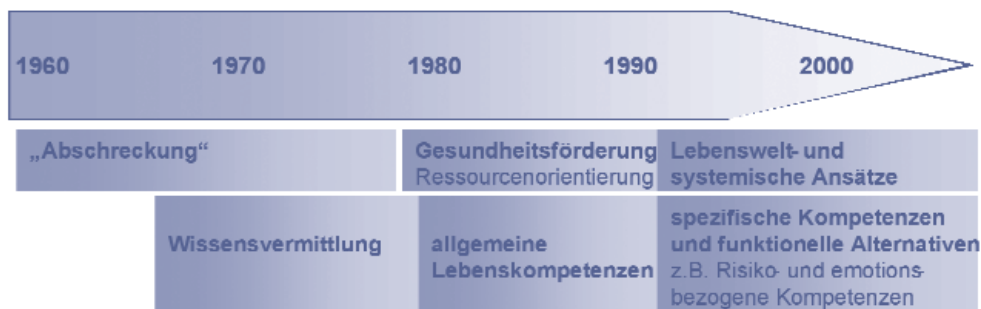 1960 1970 1980 1990 2000
„Abschreckung“
Gesundheitsförderung
Ressourcenorientierung
Lebenswelt- und
systemische Ansätze
Wissensvermittlung
allgemeine
Lebenskompetenzen
spezifische Kompetenzen
und funktionelle Alternativen
z.B. Risiko- und emotions-
bezogene Kompetenzen